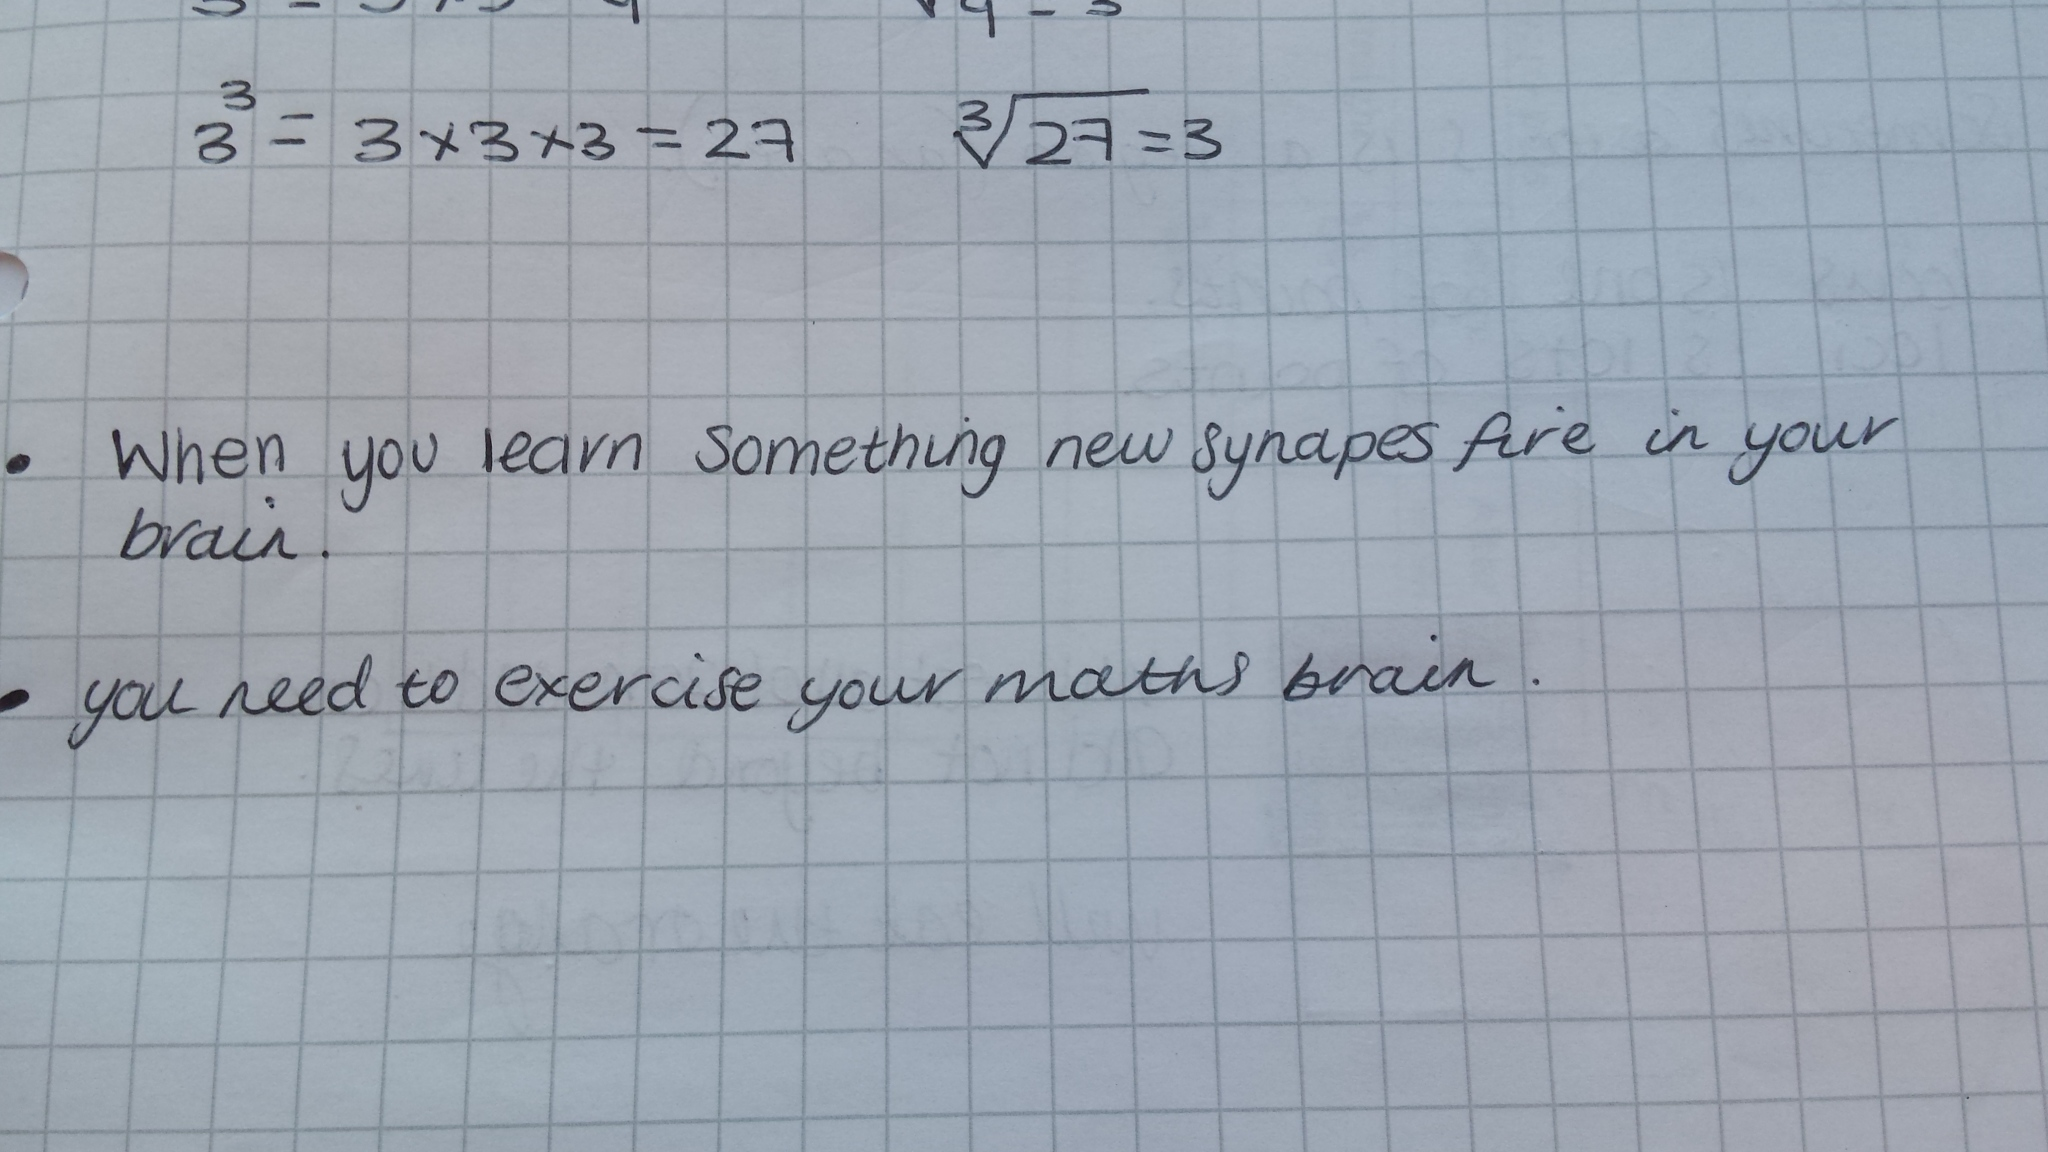 3³ = 3×3×3 = 27 ∛27 = 3
• When you learn something new synapes fire in your
brain.
• you need to exercise your maths brain.